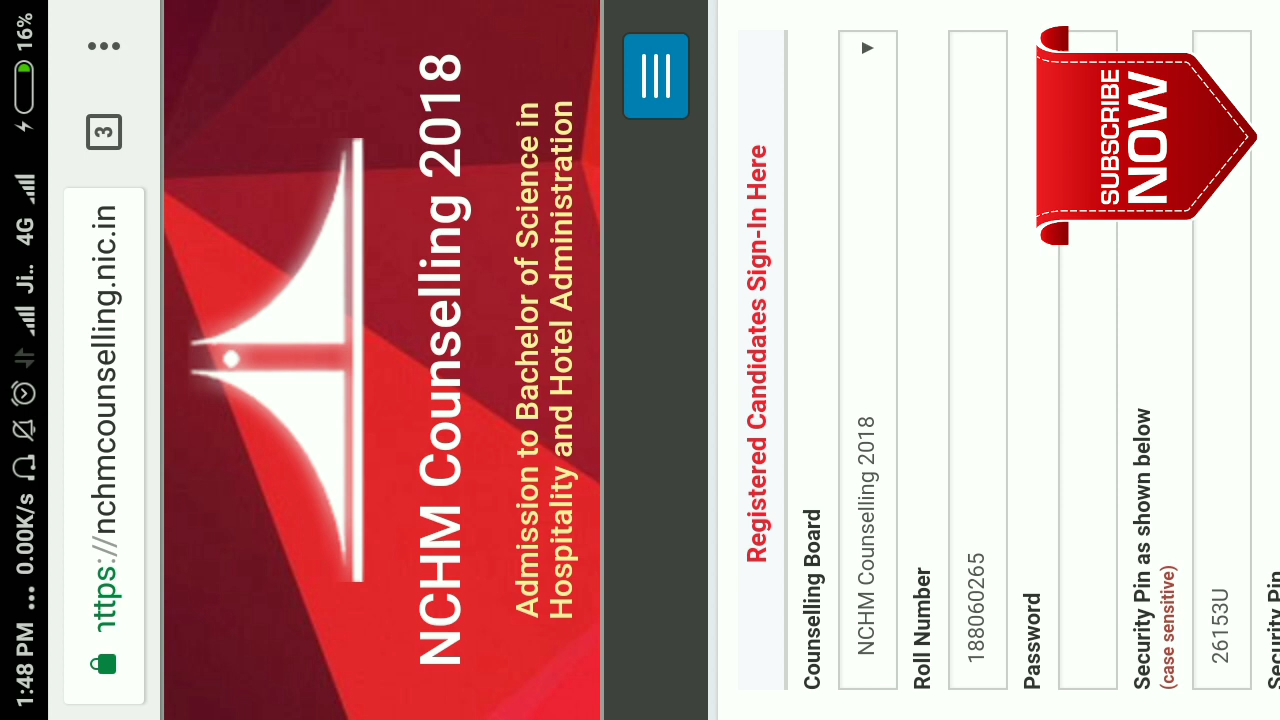 1:48 PM ... 0.00K/s Ji.. 4G 16%
https://nchmcounselling.nic.in
3
NCHM Counselling 2018
Admission to Bachelor of Science in
Hospitality and Hotel Administration
Registered Candidates Sign-In Here
Counselling Board
NCHM Counselling 2018
Roll Number
188060265
Password
SUBSCRIBE
NOW
Security Pin as shown below
(case sensitive)
26153U
Security Pin